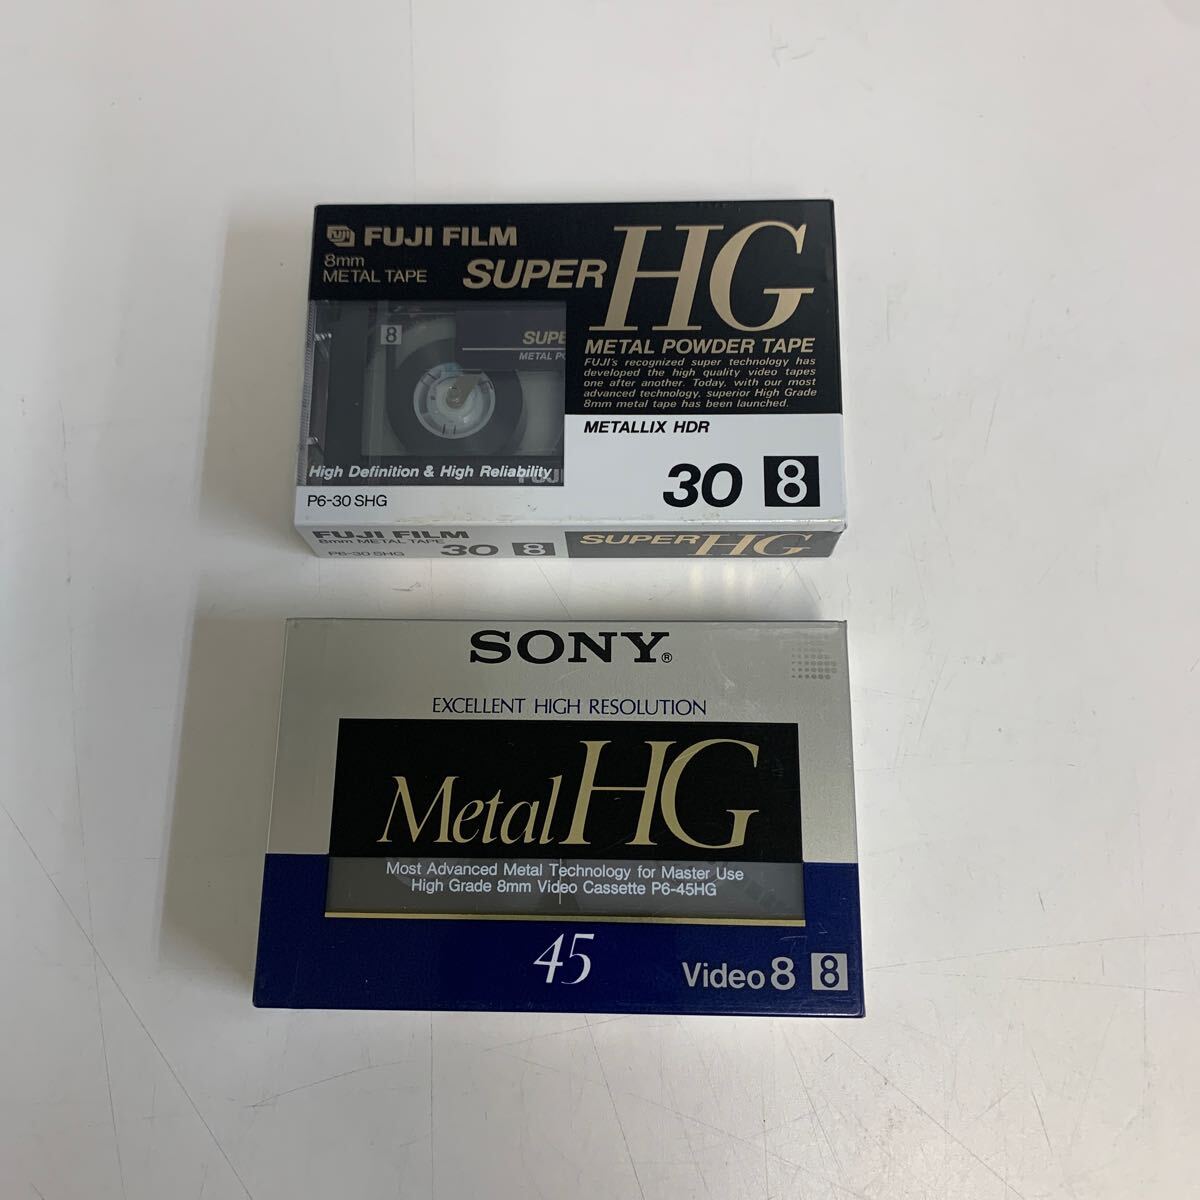 FUJI FILM
8mm
METAL TAPE
SUPER HG
METAL POWDER TAPE
FUJI's recognized super technology has
developed the high quality video tapes
one after another. Today, with our most
advanced technology, superior High Grade
8mm metal tape has been launched.
8
SUPE
METAL PO
METALLIX HDR
High Definition & High Reliability
FUJI
P6-30 SHG
30 8
FUJI FILM
8mm METAL TAPE
P6-30 SHG
30 8
SUPER HG
SONY®
EXCELLENT HIGH RESOLUTION
Metal HG
Most Advanced Metal Technology for Master Use
High Grade 8mm Video Cassette P6-45HG
45
Video 8 8